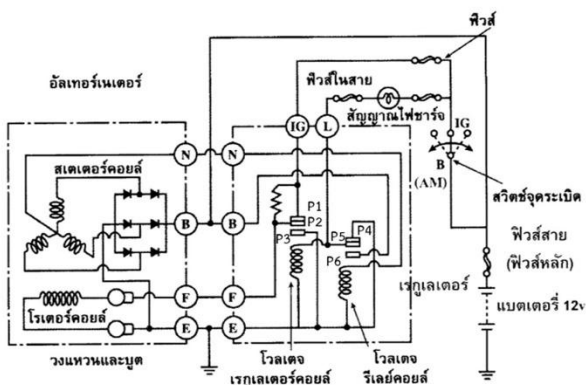 ฟิวส์
อัลเทอร์เนเตอร์
ฟิวส์ในสาย
สัญญาณไฟชาร์จ
IG
L
IG
B
(AM)
สวิตช์จุดระเบิด
N
N
สเตเตอร์คอยล์
B
B
P1
P2
P3
P5
P4
P6
ฟิวส์สาย
(ฟิวส์หลัก)
เรกูเลเตอร์
แบตเตอรี่ 12v
F
F
โรเตอร์คอยล์
E
E
วงแหวนและบูต
โวลเตจ
เรกเลเตอร์คอยล์
โวลเตจ
รีเลย์คอยล์